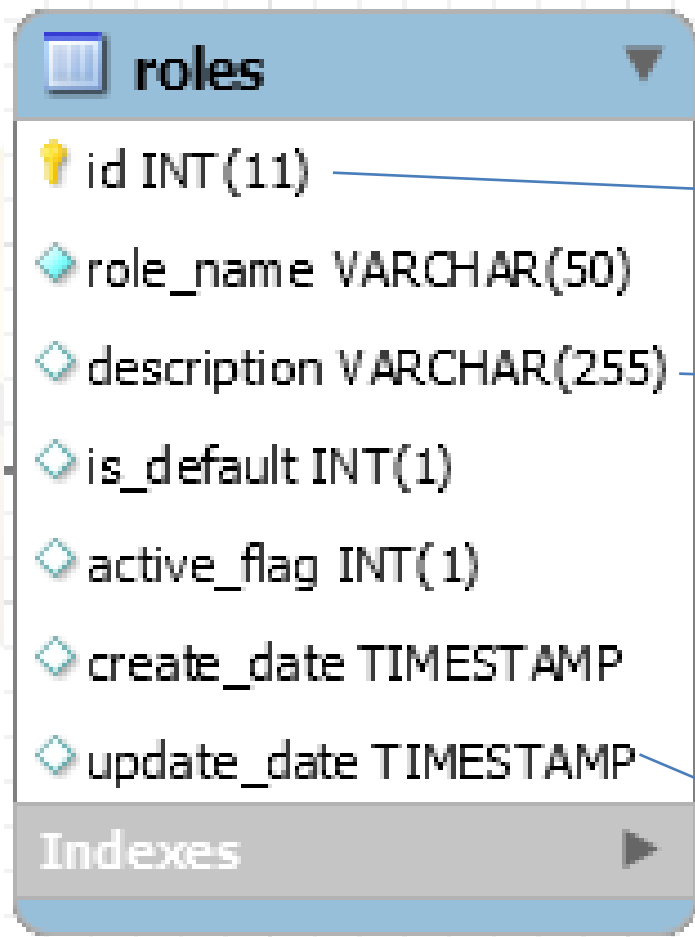 roles
id INT(11)
role_name VARCHAR(50)
description VARCHAR(255)
is_default INT(1)
active_flag INT(1)
create_date TIMESTAMP
update_date TIMESTAMP
Indexes